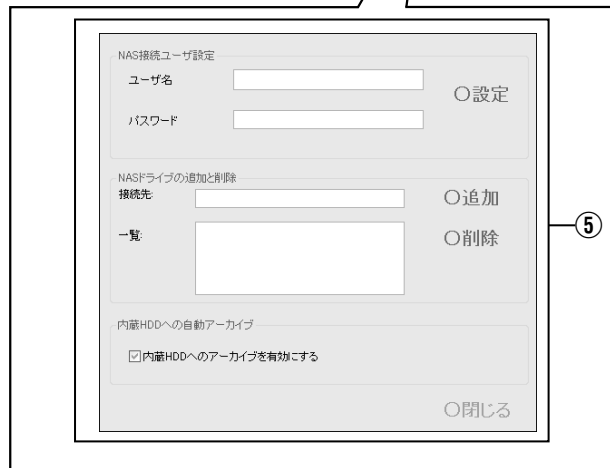 NAS接続ユーザ設定
ユーザ名
○設定
パスワード
NASドライブの追加と削除
接続先:
○追加
一覧:
○削除
⑤
内蔵HDDへの自動アーカイブ
内蔵HDDへのアーカイブを有効にする
○閉じる